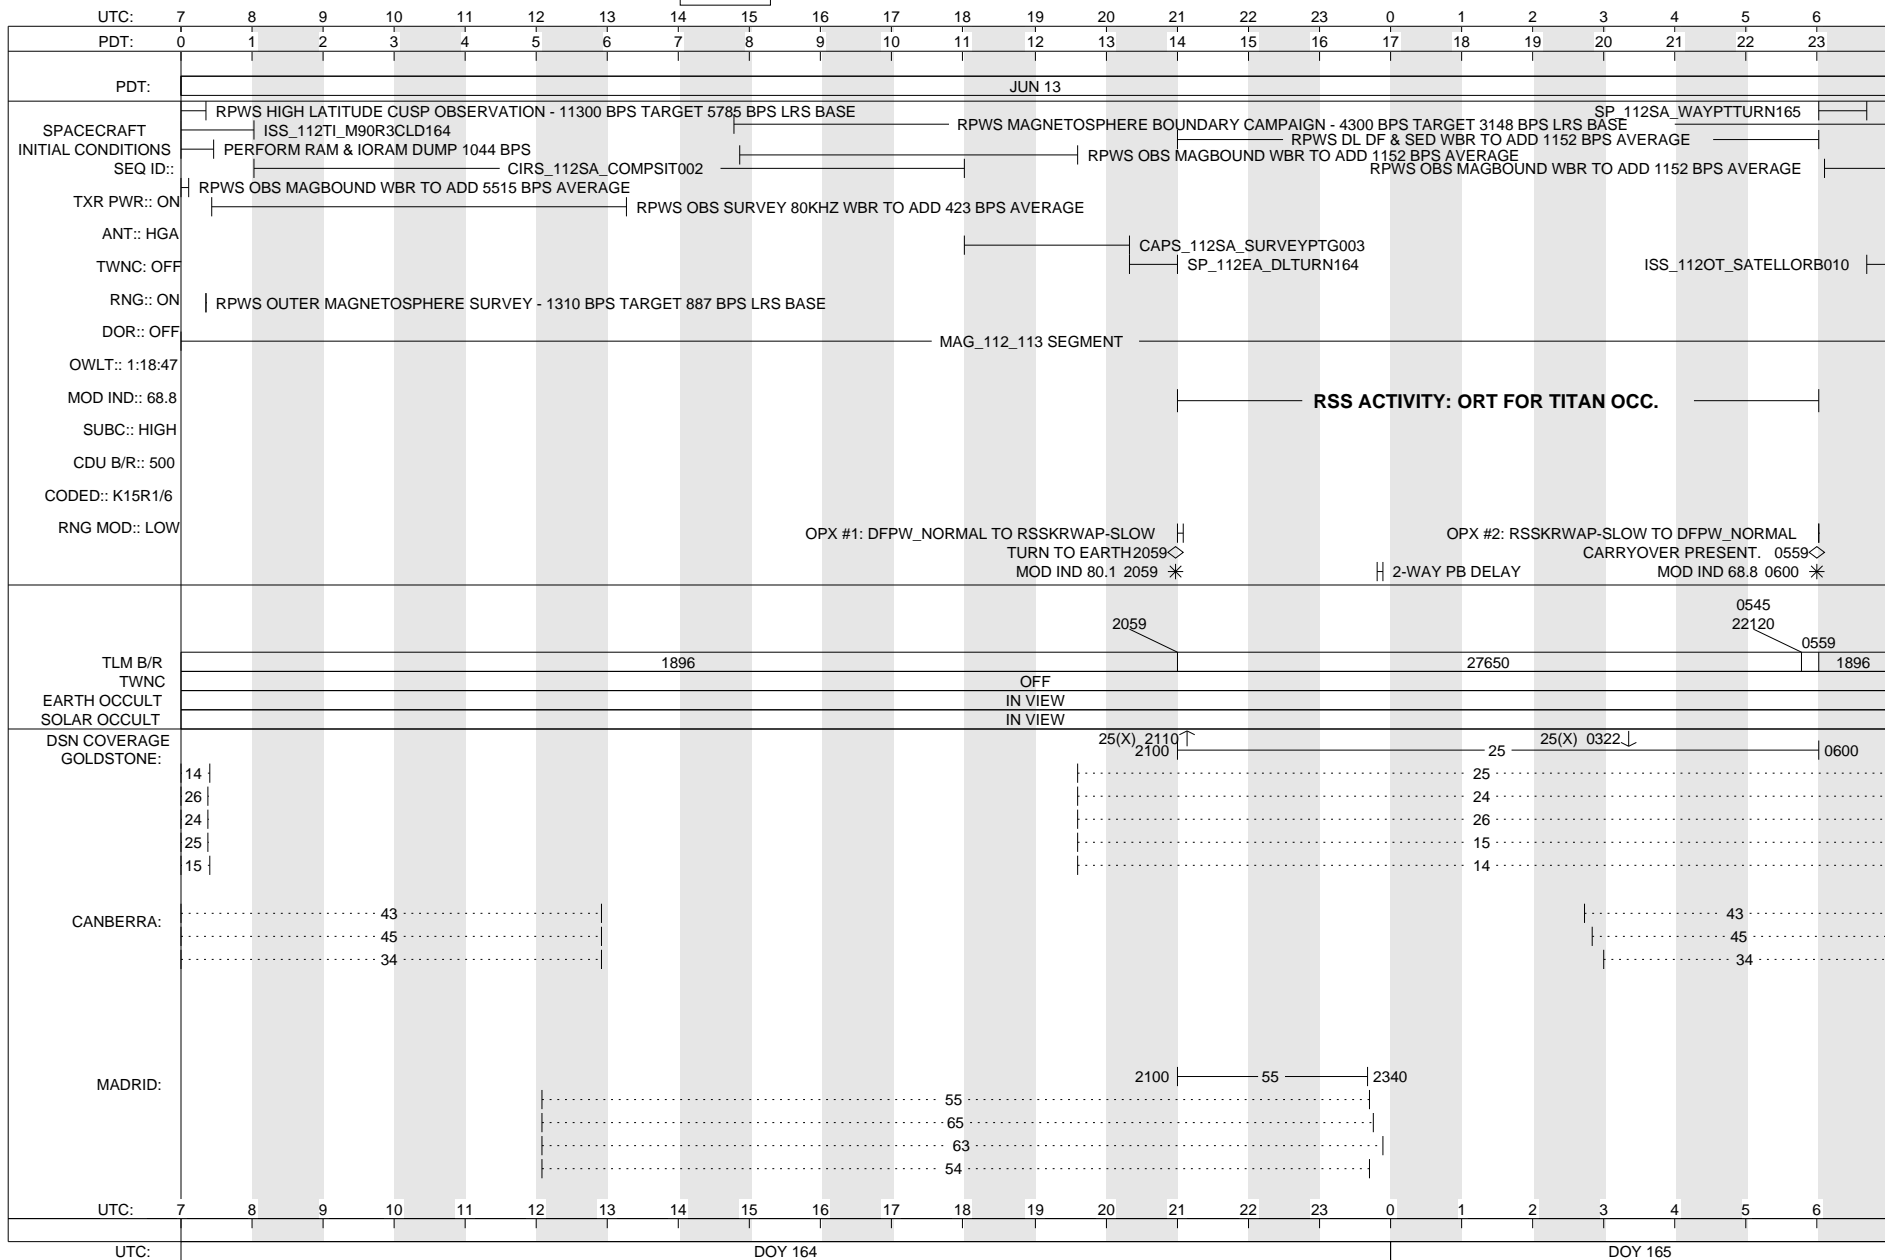 UTC: 7 8 9 10 11 12 13 14 15 16 17 18 19 20 21 22 23 0 1 2 3 4 5 6
PDT: 0 1 2 3 4 5 6 7 8 9 10 11 12 13 14 15 16 17 18 19 20 21 22 23
PDT: JUN 13
RPWS HIGH LATITUDE CUSP OBSERVATION - 11300 BPS TARGET 5785 BPS LRS BASE
SP_112SA_WAYPTTURN165
SPACECRAFT
ISS_112TI_M90R3CLD164
RPWS MAGNETOSPHERE BOUNDARY CAMPAIGN - 4300 BPS TARGET 3148 BPS LRS BASE
RPWS DL DF & SED WBR TO ADD 1152 BPS AVERAGE
INITIAL CONDITIONS
PERFORM RAM & IORAM DUMP 1044 BPS
RPWS OBS MAGBOUND WBR TO ADD 1152 BPS AVERAGE
SEQ ID::
CIRS_112SA_COMPSIT002
RPWS OBS MAGBOUND WBR TO ADD 1152 BPS AVERAGE
RPWS OBS MAGBOUND WBR TO ADD 5515 BPS AVERAGE
TXR PWR:: ON
RPWS OBS SURVEY 80KHZ WBR TO ADD 423 BPS AVERAGE
ANT:: HGA
CAPS_112SA_SURVEYPTG003
TWNC: OFF
SP_112EA_DLTURN164
ISS_112OT_SATELLORB010
RNG:: ON
RPWS OUTER MAGNETOSPHERE SURVEY - 1310 BPS TARGET 887 BPS LRS BASE
DOR:: OFF
MAG_112_113 SEGMENT
OWLT:: 1:18:47
MOD IND:: 68.8
RSS ACTIVITY: ORT FOR TITAN OCC.
SUBC:: HIGH
CDU B/R:: 500
CODED:: K15R1/6
RNG MOD:: LOW
OPX #1: DFPW_NORMAL TO RSSKRWAP-SLOW
OPX #2: RSSKRWAP-SLOW TO DFPW_NORMAL
TURN TO EARTH 2059
CARRYOVER PRESENT. 0559
MOD IND 80.1 2059
2-WAY PB DELAY
MOD IND 68.8 0600
0545
2059
22120
0559
TLM B/R 1896 27650 1896
TWNC OFF
EARTH OCCULT IN VIEW
SOLAR OCCULT IN VIEW
DSN COVERAGE
25(X) 2110
25(X) 0322
GOLDSTONE:
2100 25 0600
14 25
26 24
24 26
25 15
15 14
CANBERRA:
43 43
45 45
34 34
MADRID:
2100 55 2340
55
65
63
54
UTC: 7 8 9 10 11 12 13 14 15 16 17 18 19 20 21 22 23 0 1 2 3 4 5 6
UTC: DOY 164 DOY 165